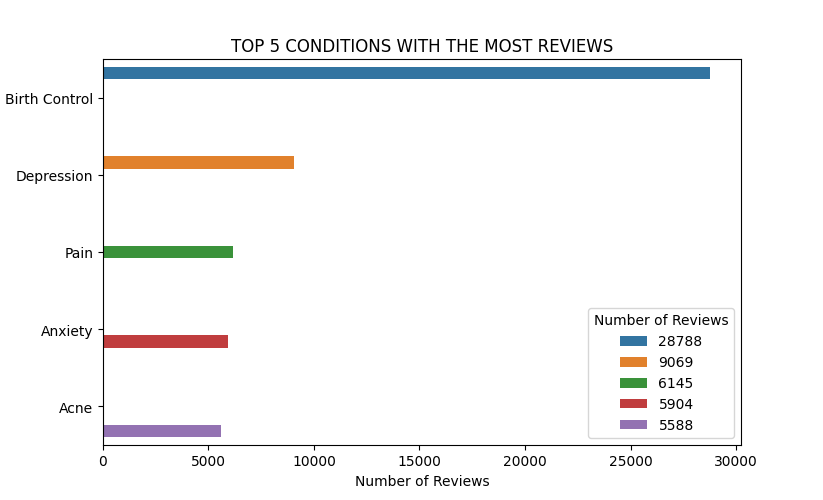 TOP 5 CONDITIONS WITH THE MOST REVIEWS
Birth Control
Depression
Pain
Anxiety
Acne
Number of Reviews
28788
9069
6145
5904
5588
0 5000 10000 15000 20000 25000 30000
Number of Reviews